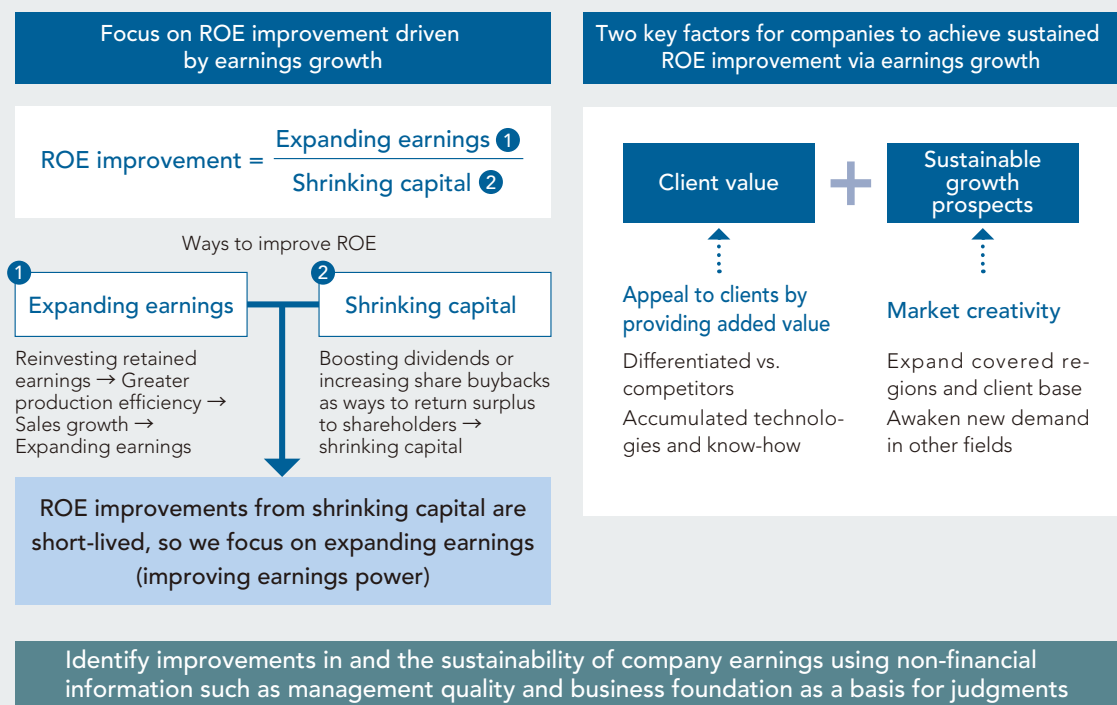 Focus on ROE improvement driven
by earnings growth
ROE improvement =
Expanding earnings 1
Shrinking capital 2
Ways to improve ROE
1
Expanding earnings
Reinvesting retained
earnings → Greater
production efficiency →
Sales growth →
Expanding earnings
2
Shrinking capital
Boosting dividends or
increasing share buybacks
as ways to return surplus
to shareholders →
shrinking capital
ROE improvements from shrinking capital are
short-lived, so we focus on expanding earnings
(improving earnings power)
Two key factors for companies to achieve sustained
ROE improvement via earnings growth
Client value
+
Sustainable
growth
prospects
Appeal to clients by
providing added value
Differentiated vs.
competitors
Accumulated technolo-
gies and know-how
Market creativity
Expand covered re-
gions and client base
Awaken new demand
in other fields
Identify improvements in and the sustainability of company earnings using non-financial
information such as management quality and business foundation as a basis for judgments